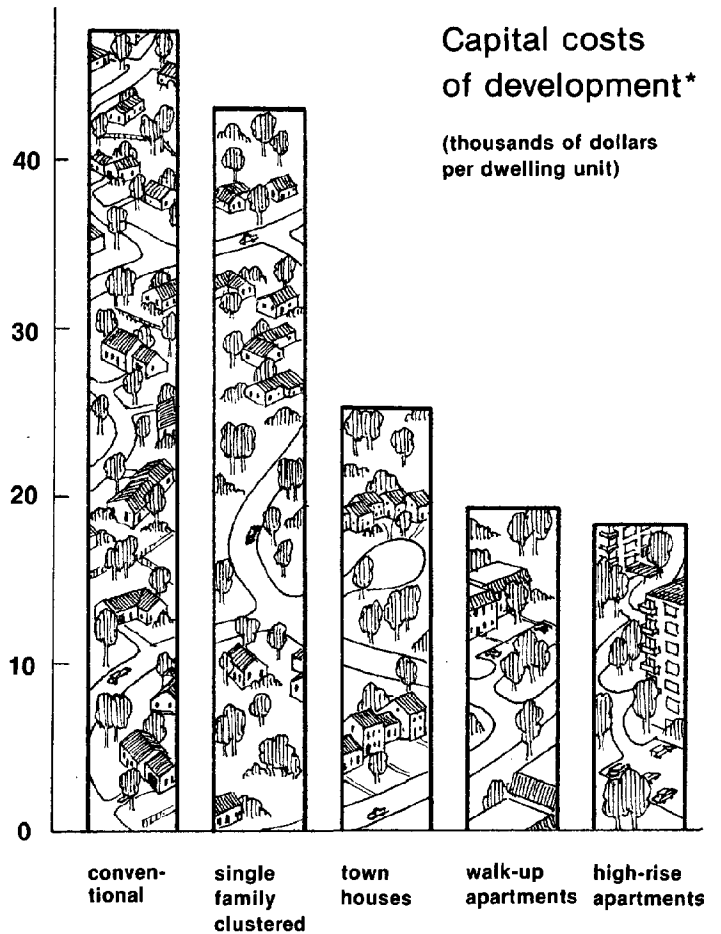 Capital costs
of development*
(thousands of dollars
per dwelling unit)
40
30
20
10
0
conven-
tional
single
family
clustered
town
houses
walk-up
apartments
high-rise
apartments